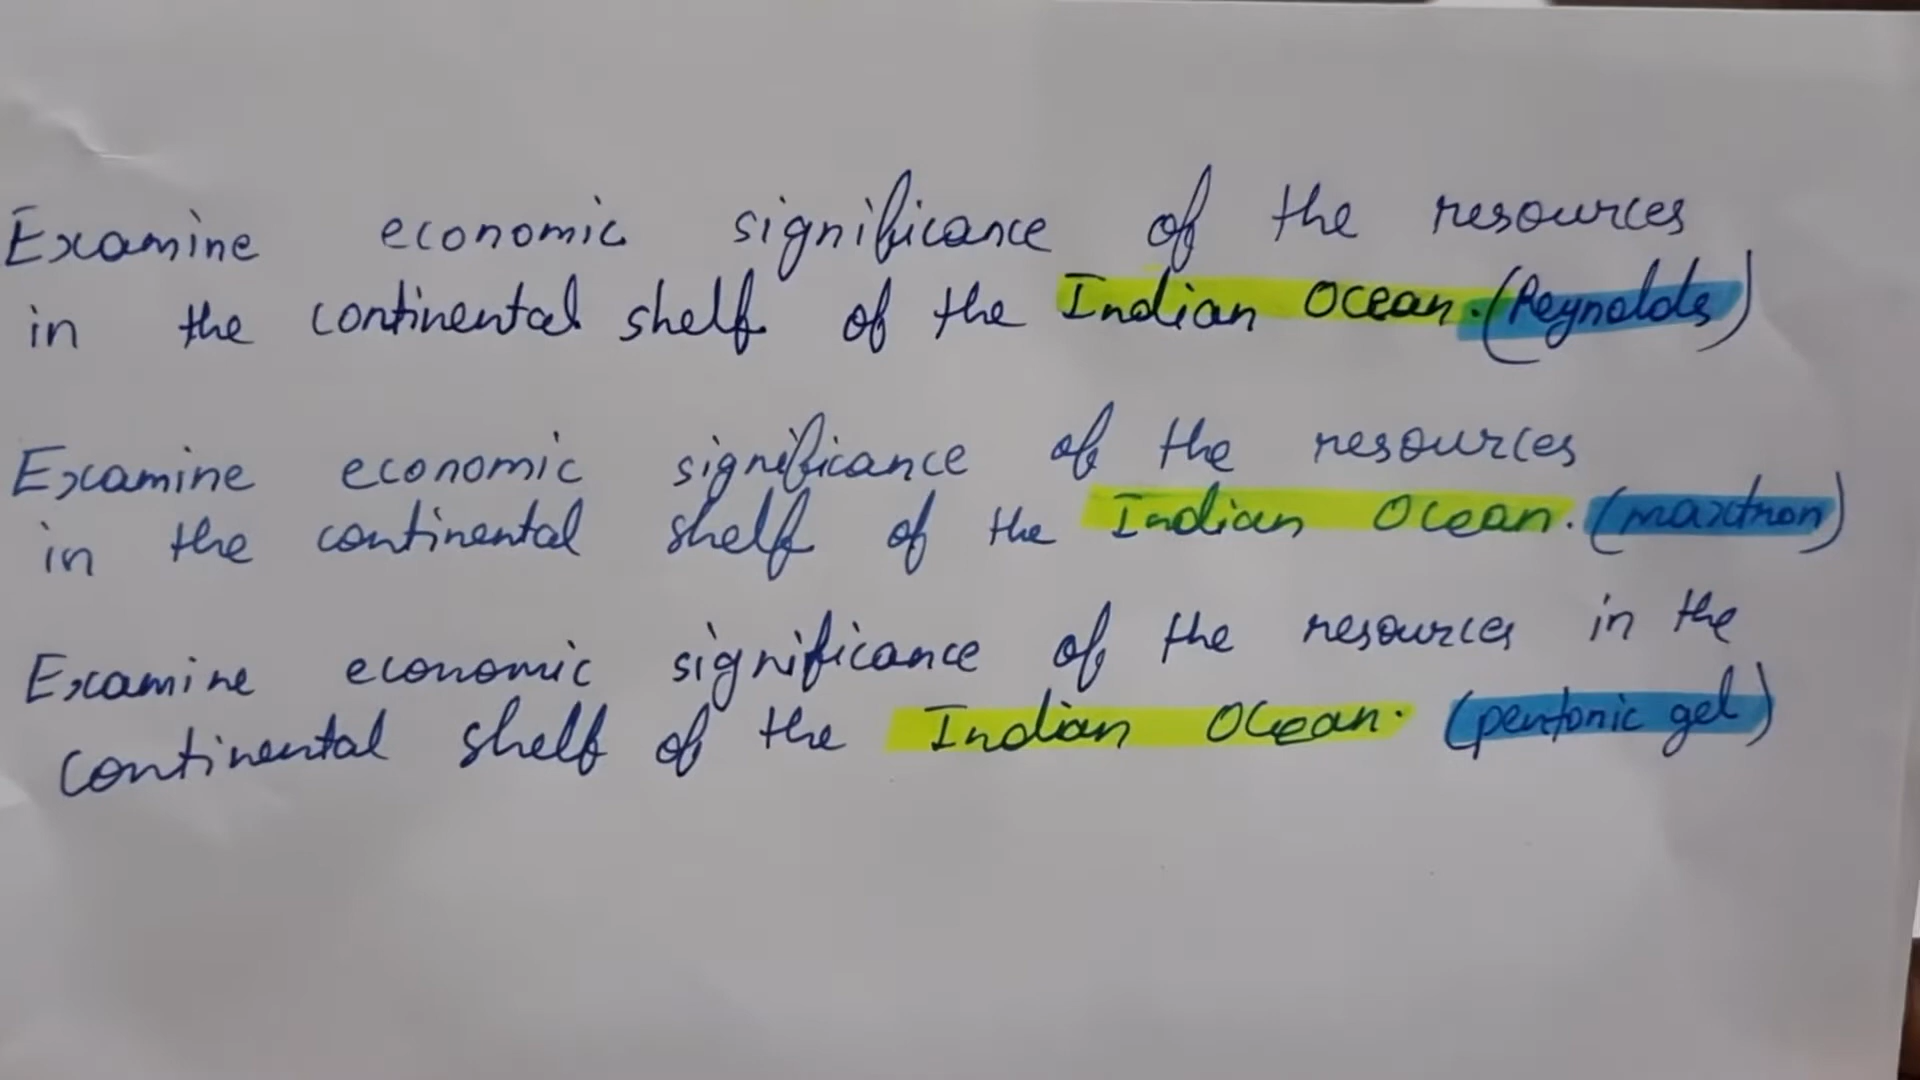 Examine economic significance of the resources
in the continental shelf of the Indian Ocean. (Reynolds)
Examine economic significance of the resources
in the continental shelf of the Indian Ocean. (maxtron)
Examine economic significance of the resources in the
continental shelf of the Indian Ocean. (pentonic gel)